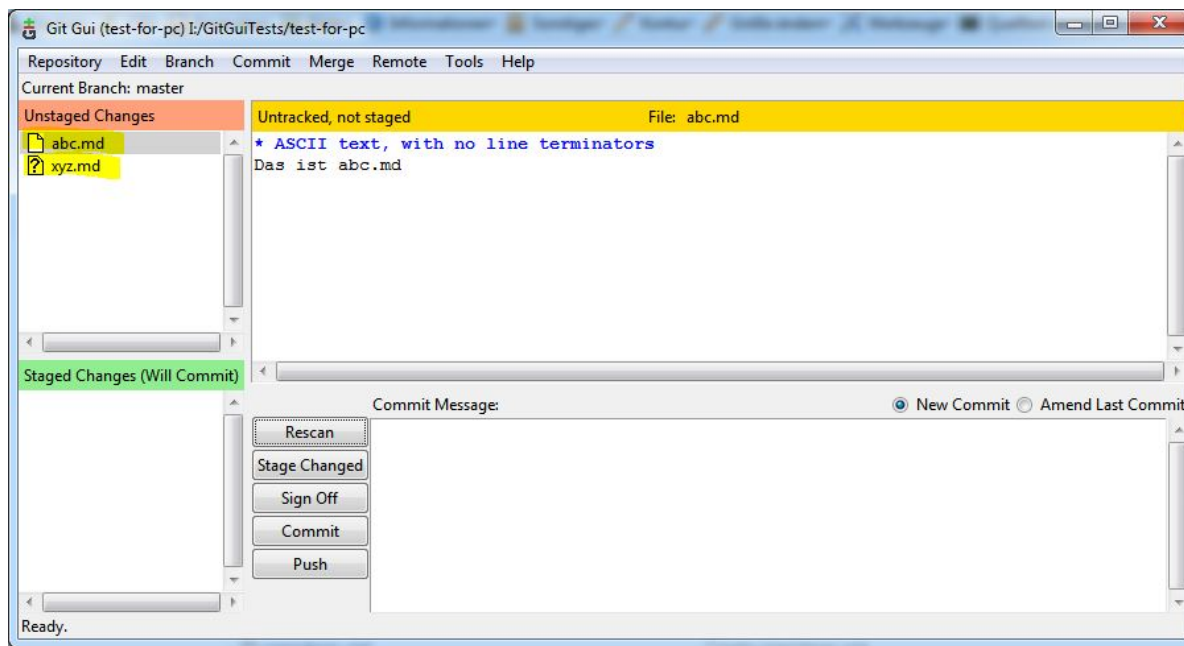 Git Gui (test-for-pc) I:/GitGuiTests/test-for-pc
Repository Edit Branch Commit Merge Remote Tools Help
Current Branch: master
Unstaged Changes
abc.md
xyz.md
Untracked, not staged File: abc.md
* ASCII text, with no line terminators
Das ist abc.md
Staged Changes (Will Commit)
Commit Message: New Commit Amend Last Commit
Rescan
Stage Changed
Sign Off
Commit
Push
Ready.